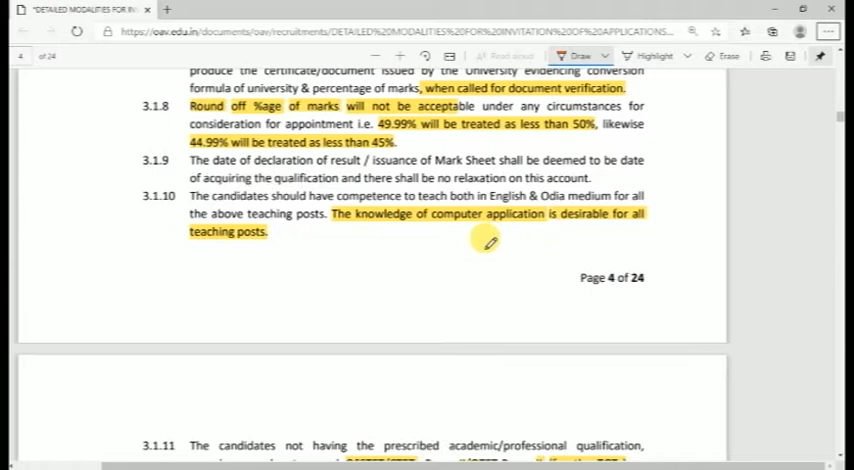 "DETAILED MODALITIES FOR INV
https://oav.edu.in/documents/oav/recruitments/DETAILED%20MODALITIES%20FOR%20INVITATION%20OF%20APPLICATIONS...
4 of 24 Read aloud Draw Highlight Erase
produce the certificate/document issued by the University evidencing conversion
formula of university & percentage of marks, when called for document verification.
3.1.8 Round off %age of marks will not be acceptable under any circumstances for
consideration for appointment i.e. 49.99% will be treated as less than 50%, likewise
44.99% will be treated as less than 45%.
3.1.9 The date of declaration of result / issuance of Mark Sheet shall be deemed to be date
of acquiring the qualification and there shall be no relaxation on this account.
3.1.10 The candidates should have competence to teach both in English & Odia medium for all
the above teaching posts. The knowledge of computer application is desirable for all
teaching posts.
Page 4 of 24
3.1.11 The candidates not having the prescribed academic/professional qualification,